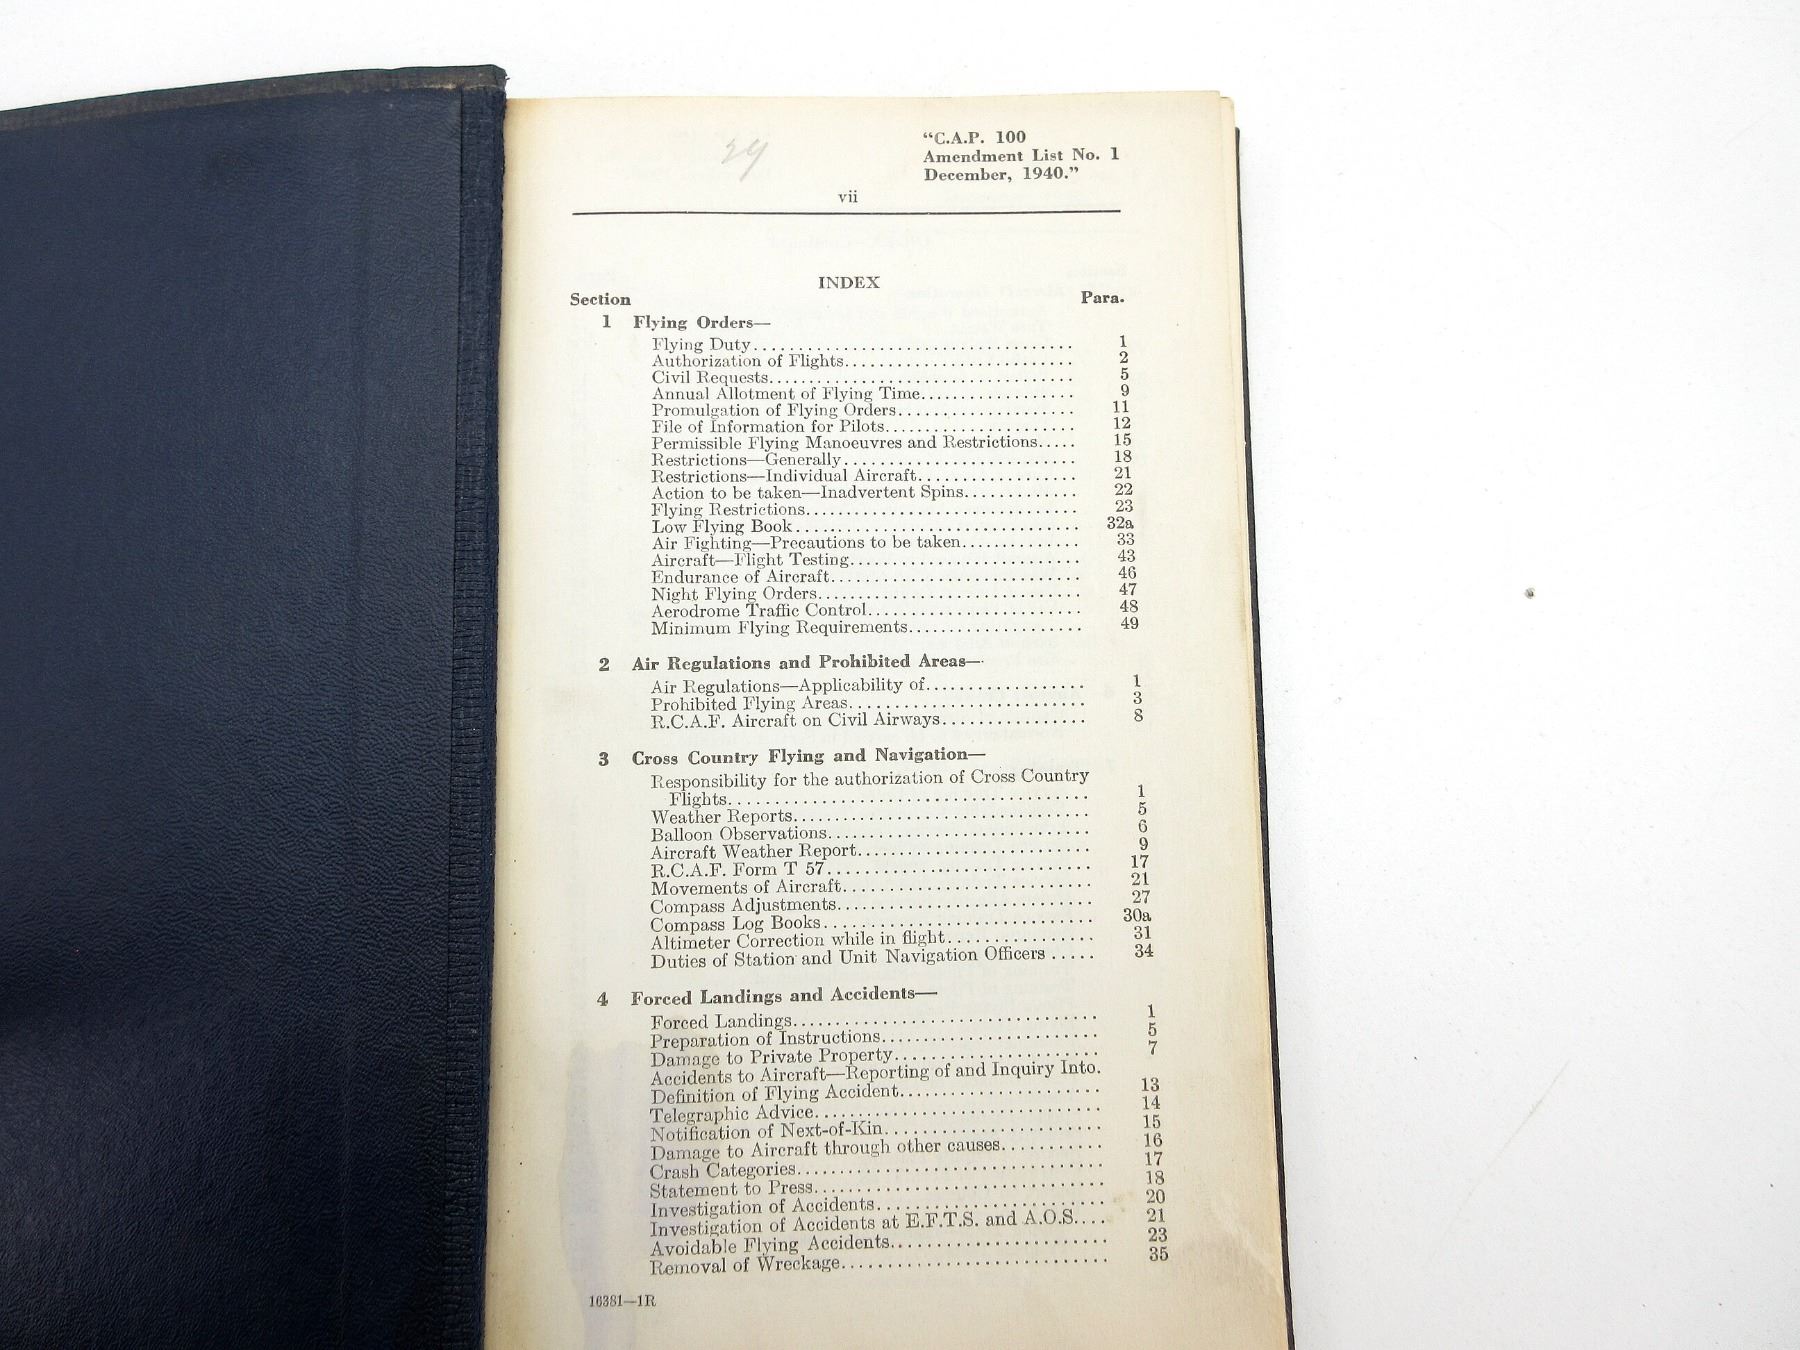 29
"C.A.P. 100
Amendment List No. 1
December, 1940."
vii
INDEX
Section Para.
1 Flying Orders—
Flying Duty..................................... 1
Authorization of Flights........................... 2
Civil Requests.................................... 5
Annual Allotment of Flying Time.................. 9
Promulgation of Flying Orders..................... 11
File of Information for Pilots....................... 12
Permissible Flying Manoeuvres and Restrictions..... 15
Restrictions—Generally........................... 18
Restrictions—Individual Aircraft................... 21
Action to be taken—Inadvertent Spins............. 22
Flying Restrictions................................ 23
Low Flying Book.................................. 32a
Air Fighting—Precautions to be taken.............. 33
Aircraft—Flight Testing............................ 43
Endurance of Aircraft.............................. 46
Night Flying Orders................................ 47
Aerodrome Traffic Control.......................... 48
Minimum Flying Requirements..................... 49
2 Air Regulations and Prohibited Areas—
Air Regulations—Applicability of................... 1
Prohibited Flying Areas............................ 3
R.C.A.F. Aircraft on Civil Airways................. 8
3 Cross Country Flying and Navigation—
Responsibility for the authorization of Cross Country
Flights........................................... 1
Weather Reports................................... 5
Balloon Observations............................... 6
Aircraft Weather Report............................ 9
R.C.A.F. Form T 57................................ 17
Movements of Aircraft.............................. 21
Compass Adjustments............................... 27
Compass Log Books................................ 30a
Altimeter Correction while in flight.................. 31
Duties of Station and Unit Navigation Officers ..... 34
4 Forced Landings and Accidents—
Forced Landings.................................... 1
Preparation of Instructions.......................... 5
Damage to Private Property......................... 7
Accidents to Aircraft—Reporting of and Inquiry Into.
Definition of Flying Accident........................ 13
Telegraphic Advice.................................. 14
Notification of Next-of-Kin.......................... 15
Damage to Aircraft through other causes............ 16
Crash Categories.................................... 17
Statement to Press.................................. 18
Investigation of Accidents........................... 20
Investigation of Accidents at E.F.T.S. and A.O.S.... 21
Avoidable Flying Accidents.......................... 23
Removal of Wreckage................................ 35
16381—1R